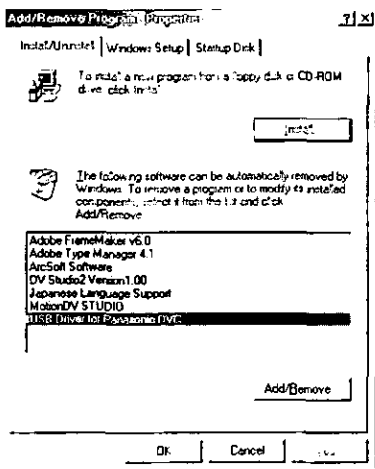 Add/Remove Program Properties
Install/Uninstall Windows Setup Startup Disk
To install a new program from a floppy disk or CD-ROM
drive, click Install.
Install...
The following software can be automatically removed by
Windows. To remove a program or to modify its installed
components, select it from the list and click
Add/Remove
Adobe FrameMaker v6.0
Adobe Type Manager 4.1
ArcSoft Software
DV Studio2 Version1.00
Japanese Language Support
MotionDV STUDIO
USB Driver for Panasonic DVC
Add/Remove
OK Cancel